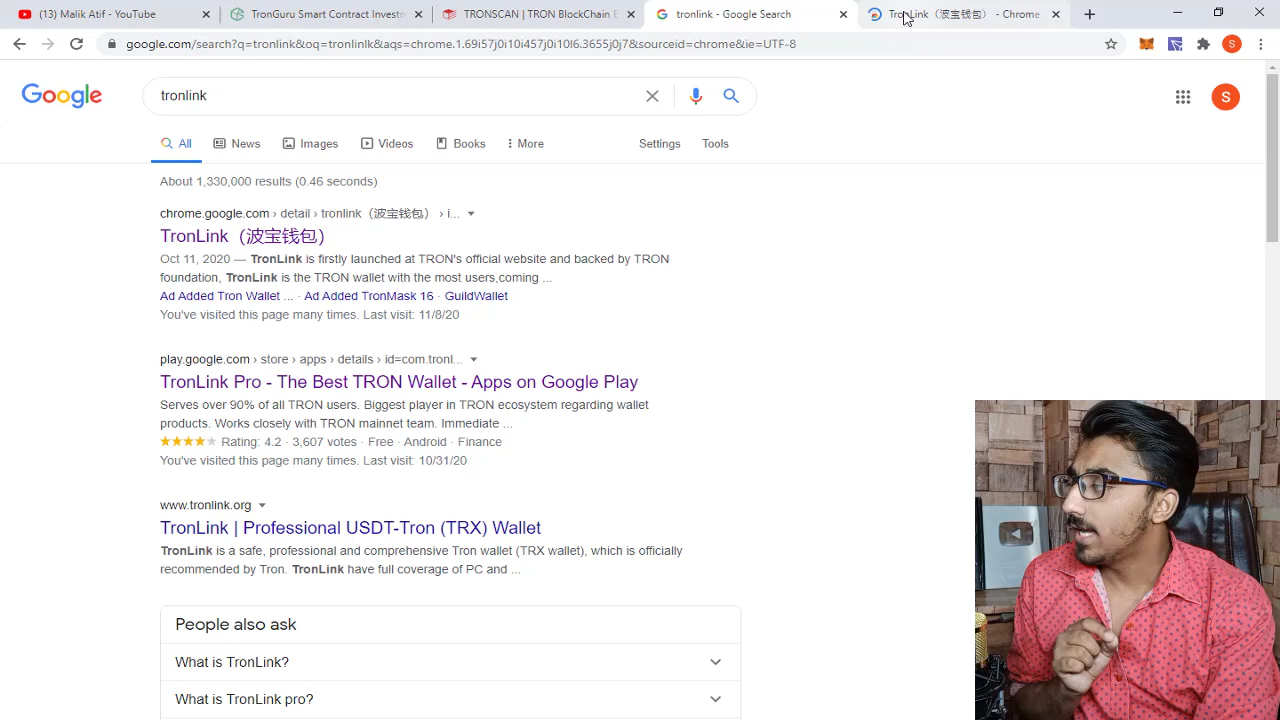 (13) Malik Atif - YouTube
TronGuru Smart Contract Investm
TRONSCAN | TRON BlockChain E
tronlink - Google Search
TronLink（波宝钱包） - Chrome
google.com/search?q=tronlink&oq=tronlinlk&aqs=chrome.1.69i57j0i10i457j0i10l6.3655j0j7&sourceid=chrome&ie=UTF-8
S
Google
tronlink
S
All
News
Images
Videos
Books
More
Settings
Tools
About 1,330,000 results (0.46 seconds)
chrome.google.com › detail › tronlink（波宝钱包） › i...
TronLink（波宝钱包）
Oct 11, 2020 — TronLink is firstly launched at TRON's official website and backed by TRON
foundation, TronLink is the TRON wallet with the most users,coming ...
Ad Added Tron Wallet ... · Ad Added TronMask 16 · GuildWallet
You've visited this page many times. Last visit: 11/8/20
play.google.com › store › apps › details › id=com.tronl...
TronLink Pro - The Best TRON Wallet - Apps on Google Play
Serves over 90% of all TRON users. Biggest player in TRON ecosystem regarding wallet
products. Works closely with TRON mainnet team. Immediate ...
Rating: 4.2 · 3,607 votes · Free · Android · Finance
You've visited this page many times. Last visit: 10/31/20
www.tronlink.org
TronLink | Professional USDT-Tron (TRX) Wallet
TronLink is a safe, professional and comprehensive Tron wallet (TRX wallet), which is officially
recommended by Tron. TronLink have full coverage of PC and ...
People also ask
What is TronLink?
What is TronLink pro?